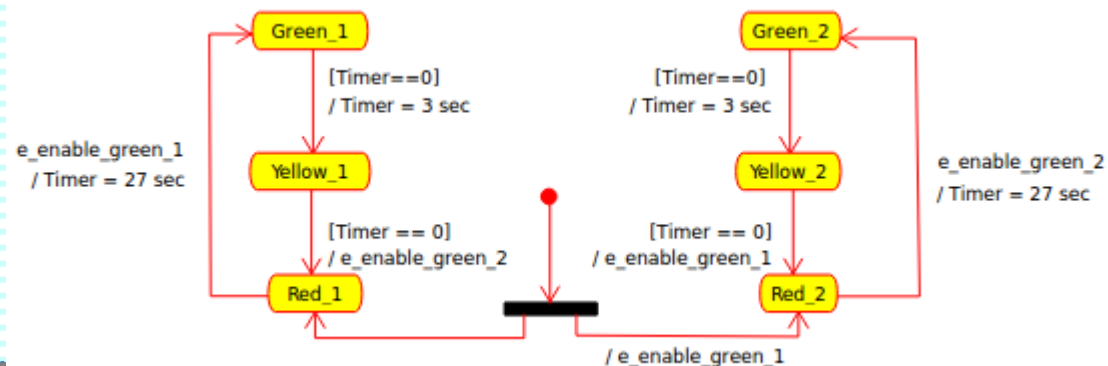 Green_1
Green_2
[Timer==0]
/ Timer = 3 sec
[Timer==0]
/ Timer = 3 sec
e_enable_green_1
/ Timer = 27 sec
Yellow_1
Yellow_2
e_enable_green_2
/ Timer = 27 sec
[Timer == 0]
/ e_enable_green_2
[Timer == 0]
/ e_enable_green_1
Red_1
Red_2
/ e_enable_green_1